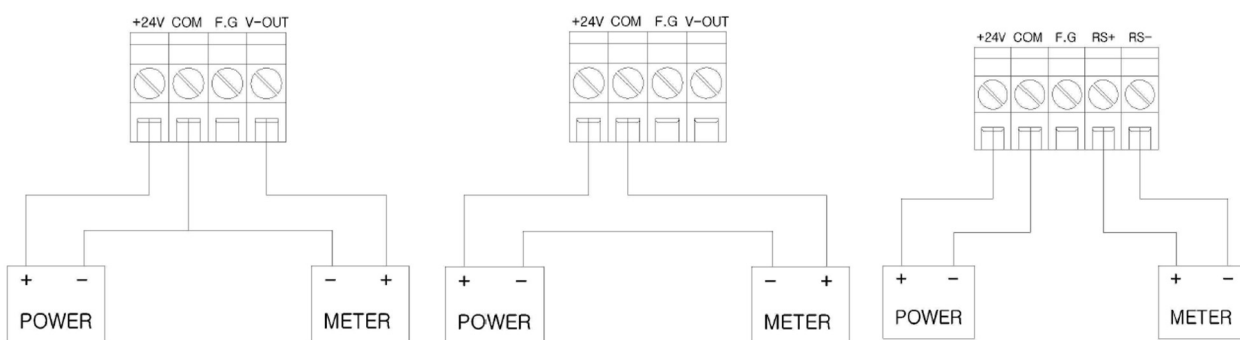 +24V COM F.G V-OUT
+24V COM F.G V-OUT
+24V COM F.G RS+ RS-
+ -
- +
+ -
- +
+ -
+ -
POWER
METER
POWER
METER
POWER
METER